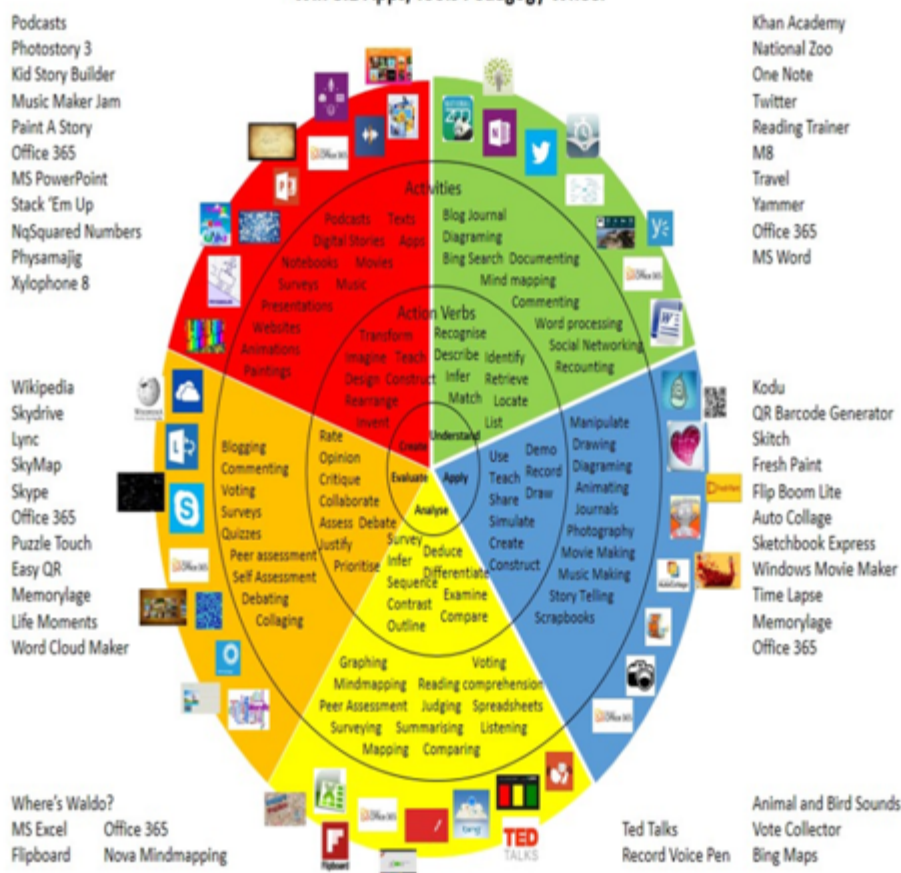 Podcasts
Photostory 3
Kid Story Builder
Music Maker Jam
Paint A Story
Office 365
MS PowerPoint
Stack 'Em Up
NqSquared Numbers
Physamajig
Xylophone 8
Khan Academy
National Zoo
One Note
Twitter
Reading Trainer
M8
Travel
Yammer
Office 365
MS Word
Activities
Podcasts Texts
Digital Stories Apps
Notebooks Movies
Surveys Music
Presentations
Websites
Animations
Paintings
Blog Journal
Diagraming
Bing Search Documenting
Mind mapping
Commenting
Word processing
Social Networking
Recounting
Action Verbs
Transform
Imagine Teach
Design Construct
Rearrange
Invent
Create
Recognise
Describe Identify
Infer Retrieve
Match Locate
List
Understand
Wikipedia
Skydrive
Lync
SkyMap
Skype
Office 365
Puzzle Touch
Easy QR
Memorylage
Life Moments
Word Cloud Maker
Blogging
Commenting
Voting
Surveys
Quizzes
Peer assessment
Self Assessment
Debating
Collaging
Rate
Opinion
Critique
Collaborate
Assess Debate
Justify
Prioritise
Evaluate
Apply
Analyse
Use Demo
Teach Record
Share Draw
Simulate
Create
Construct
Manipulate
Drawing
Diagraming
Animating
Journals
Photography
Movie Making
Music Making
Story Telling
Scrapbooks
Kodu
QR Barcode Generator
Skitch
Fresh Paint
Flip Boom Lite
Auto Collage
Sketchbook Express
Windows Movie Maker
Time Lapse
Memorylage
Office 365
Survey Deduce
Infer Differentiate
Sequence Examine
Contrast Compare
Outline
Graphing Voting
Mindmapping Reading comprehension
Peer Assessment Judging Spreadsheets
Surveying Summarising Listening
Mapping Comparing
Where's Waldo?
MS Excel Office 365
Flipboard Nova Mindmapping
Flipboard
bing
TED
TALKS
Ted Talks
Record Voice Pen
Animal and Bird Sounds
Vote Collector
Bing Maps